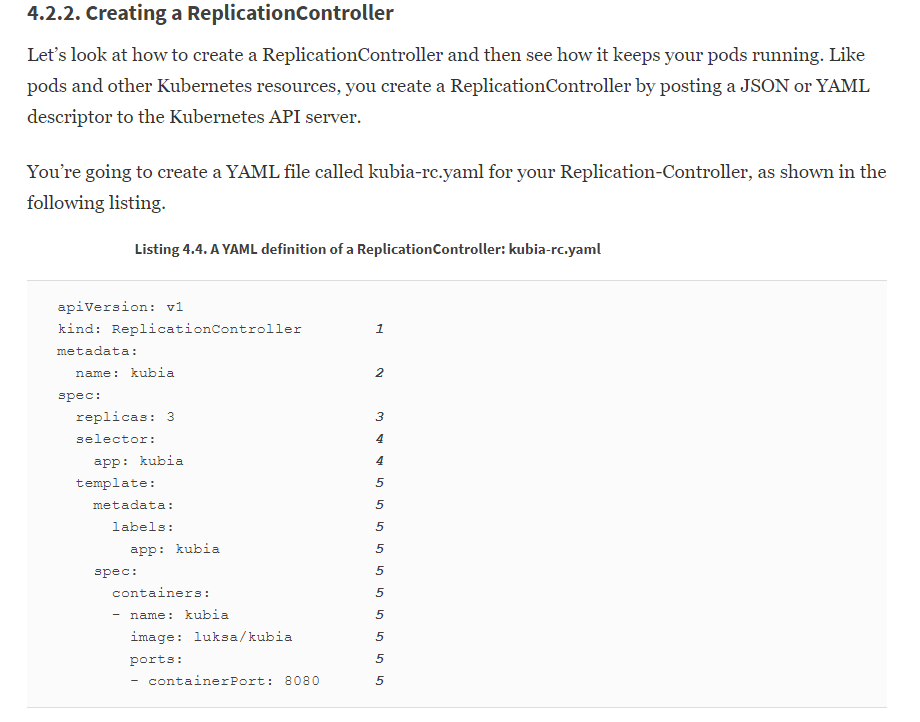 4.2.2. Creating a ReplicationController
Let’s look at how to create a ReplicationController and then see how it keeps your pods running. Like
pods and other Kubernetes resources, you create a ReplicationController by posting a JSON or YAML
descriptor to the Kubernetes API server.
You’re going to create a YAML file called kubia-rc.yaml for your Replication-Controller, as shown in the
following listing.
Listing 4.4. A YAML definition of a ReplicationController: kubia-rc.yaml
apiVersion: v1
kind: ReplicationController 1
metadata:
  name: kubia 2
spec:
  replicas: 3 3
  selector: 4
    app: kubia 4
  template: 5
    metadata: 5
      labels: 5
        app: kubia 5
    spec: 5
      containers: 5
      - name: kubia 5
        image: luksa/kubia 5
        ports: 5
        - containerPort: 8080 5